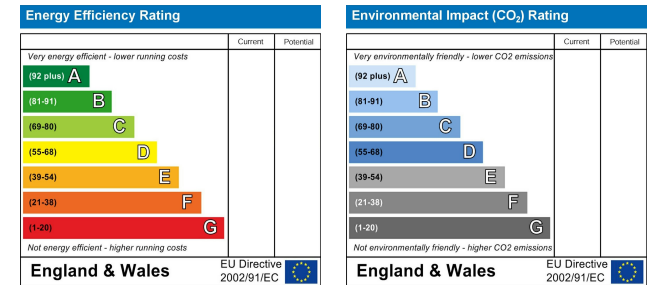 Energy Efficiency Rating
Current Potential
Very energy efficient - lower running costs
(92 plus) A
(81-91) B
(69-80) C
(55-68) D
(39-54) E
(21-38) F
(1-20) G
Not energy efficient - higher running costs
England & Wales
EU Directive
2002/91/EC
Environmental Impact (CO₂) Rating
Current Potential
Very environmentally friendly - lower CO2 emissions
(92 plus) A
(81-91) B
(69-80) C
(55-68) D
(39-54) E
(21-38) F
(1-20) G
Not environmentally friendly - higher CO2 emissions
England & Wales
EU Directive
2002/91/EC